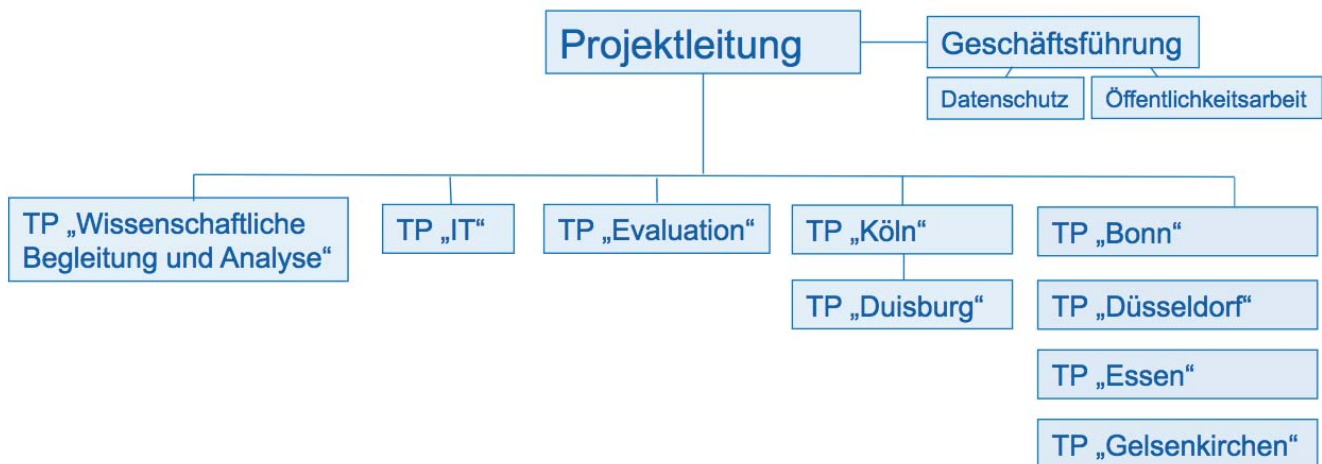 Projektleitung
Geschäftsführung
Datenschutz
Öffentlichkeitsarbeit
TP „Wissenschaftliche
Begleitung und Analyse“
TP „IT“
TP „Evaluation“
TP „Köln“
TP „Bonn“
TP „Duisburg“
TP „Düsseldorf“
TP „Essen“
TP „Gelsenkirchen“